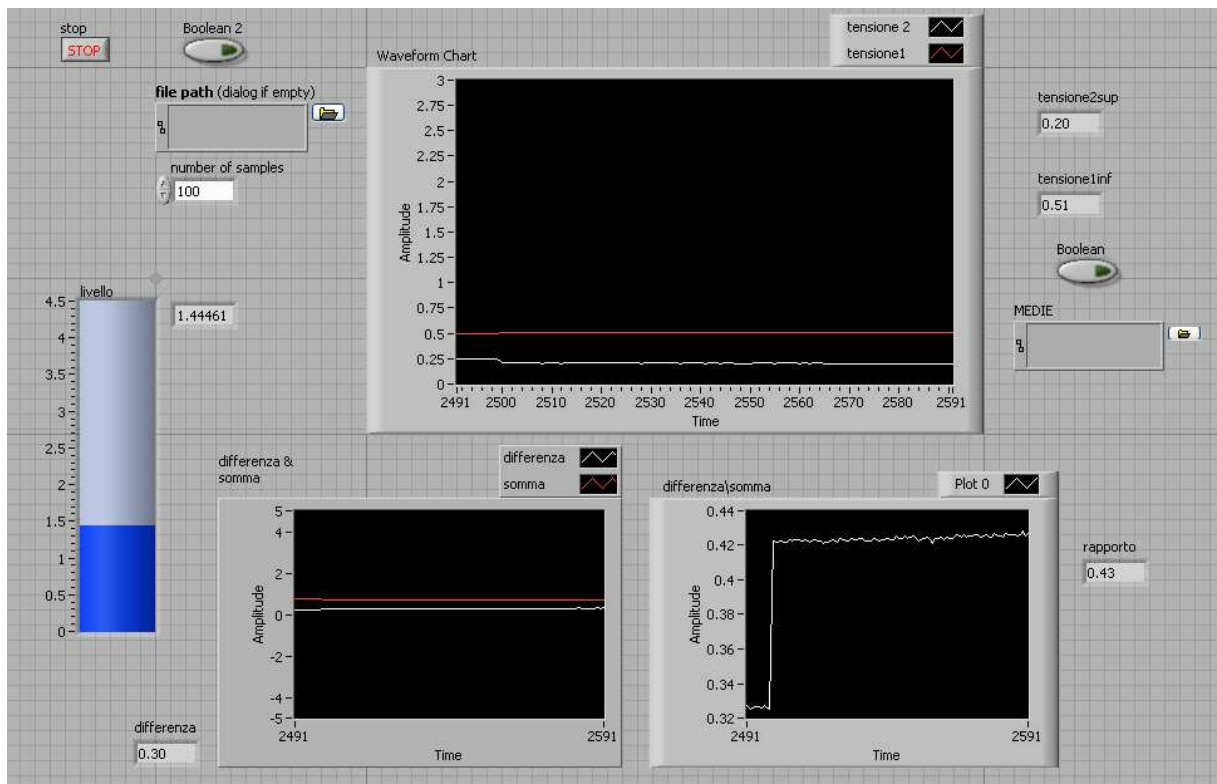 stop
STOP
Boolean 2
file path (dialog if empty)
number of samples
100
livello
4.5
4
3.5
3
2.5
2
1.5
1
0.5
0
1.44461
Waveform Chart
tensione 2
tensione1
Amplitude
3
2.75
2.5
2.25
2
1.75
1.5
1.25
1
0.75
0.5
0.25
0
2491 2500 2510 2520 2530 2540 2550 2560 2570 2580 2591
Time
tensione2sup
0.20
tensione1inf
0.51
Boolean
MEDIE
differenza &
somma
differenza
somma
Amplitude
5
4
2
0
-2
-4
-5
2491 2591
Time
differenza
0.30
differenza\somma
Plot 0
Amplitude
0.44
0.42
0.4
0.38
0.36
0.34
0.32
2491 2591
Time
rapporto
0.43